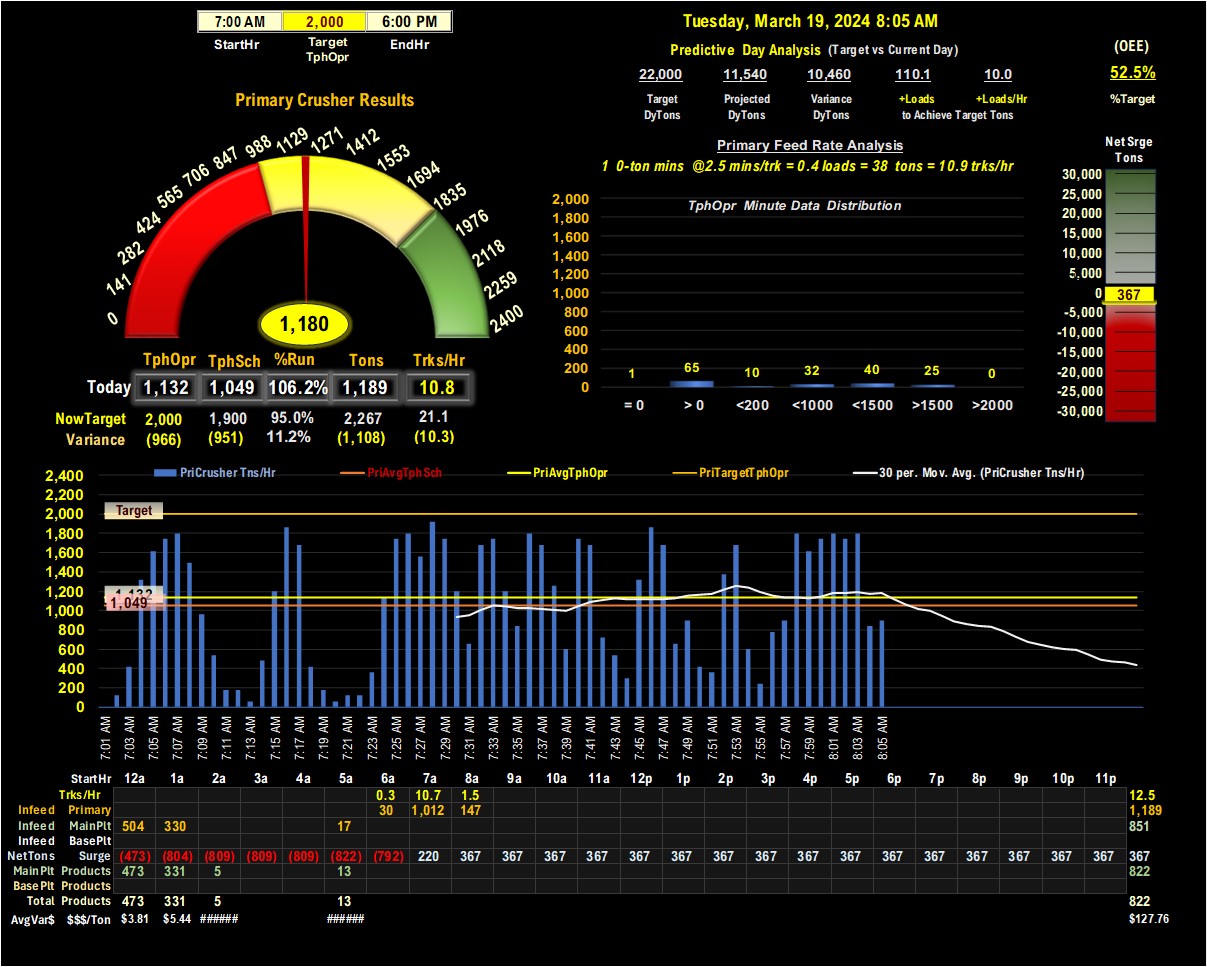 7:00 AM 2,000 6:00 PM
StartHr Target TphOpr EndHr
Tuesday, March 19, 2024 8:05 AM
Predictive Day Analysis (Target vs Current Day)
(OEE)
22,000 11,540 10,460 110.1 10.0
52.5%
Target DyTons Projected DyTons Variance DyTons +Loads +Loads/Hr
to Achieve Target Tons
%Target
Primary Crusher Results
Primary Feed Rate Analysis
1 0-ton mins @2.5 mins/trk = 0.4 loads = 38 tons = 10.9 trks/hr
0 141 282 424 565 706 847 988 1129 1271 1412 1553 1694 1835 1976 2118 2259 2400
1,180
TphOpr TphSch %Run Tons Trks/Hr
Today 1,132 1,049 106.2% 1,189 10.8
NowTarget 2,000 1,900 95.0% 2,267 21.1
Variance (966) (951) 11.2% (1,108) (10.3)
TphOpr Minute Data Distribution
2,000
1,800
1,600
1,400
1,200
1,000
800
600
400
200
0
1 65 10 32 40 25 0
= 0 > 0 <200 <1000 <1500 >1500 >2000
Net Srge
Tons
30,000
25,000
20,000
15,000
10,000
5,000
0 367
-5,000
-10,000
-15,000
-20,000
-25,000
-30,000
PriCrusher Tns/Hr PriAvgTphSch PriAvgTphOpr PriTargetTphOpr 30 per. Mov. Avg. (PriCrusher Tns/Hr)
2,400
2,200
2,000
1,800
1,600
1,400
1,200
1,000
800
600
400
200
0
Target
1,132
1,049
7:01 AM 7:03 AM 7:05 AM 7:07 AM 7:09 AM 7:11 AM 7:13 AM 7:15 AM 7:17 AM 7:19 AM 7:21 AM 7:23 AM 7:25 AM 7:27 AM 7:29 AM 7:31 AM 7:33 AM 7:35 AM 7:37 AM 7:39 AM 7:41 AM 7:43 AM 7:45 AM 7:47 AM 7:49 AM 7:51 AM 7:53 AM 7:55 AM 7:57 AM 7:59 AM 8:01 AM 8:03 AM 8:05 AM
StartHr 12a 1a 2a 3a 4a 5a 6a 7a 8a 9a 10a 11a 12p 1p 2p 3p 4p 5p 6p 7p 8p 9p 10p 11p
Trks/Hr 0.3 10.7 1.5 12.5
Infeed Primary 30 1,012 147 1,189
Infeed MainPlt 504 330 17 851
Infeed BasePlt
NetTons Surge (473) (804) (809) (809) (809) (822) (792) 220 367 367 367 367 367 367 367 367 367 367 367 367 367 367 367 367 367
MainPlt Products 473 331 5 13 822
BasePlt Products
Total Products 473 331 5 13 822
AvgVar$ $$$/Ton $3.81 $5.44 ###### ###### $127.76